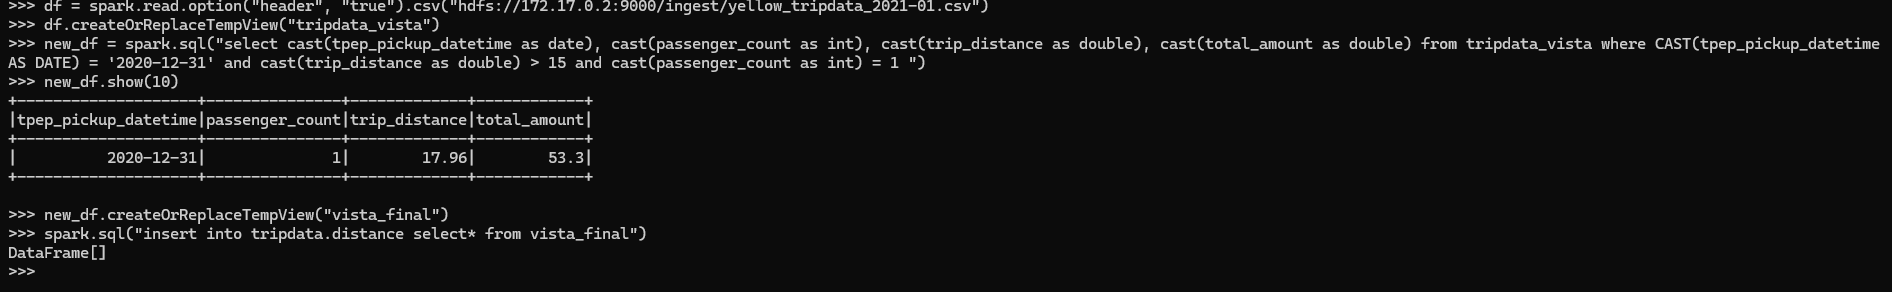 >>> df = spark.read.option("header", "true").csv("hdfs://172.17.0.2:9000/ingest/yellow_tripdata_2021-01.csv")
>>> df.createOrReplaceTempView("tripdata_vista")
>>> new_df = spark.sql("select cast(tpep_pickup_datetime as date), cast(passenger_count as int), cast(trip_distance as double), cast(total_amount as double) from tripdata_vista where CAST(tpep_pickup_datetime
AS DATE) = '2020-12-31' and cast(trip_distance as double) > 15 and cast(passenger_count as int) = 1 ")
>>> new_df.show(10)
+--------------------+---------------+-------------+------------+
|tpep_pickup_datetime|passenger_count|trip_distance|total_amount|
+--------------------+---------------+-------------+------------+
|          2020-12-31|              1|        17.96|        53.3|
+--------------------+---------------+-------------+------------+
>>> new_df.createOrReplaceTempView("vista_final")
>>> spark.sql("insert into tripdata.distance select* from vista_final")
DataFrame[]
>>>